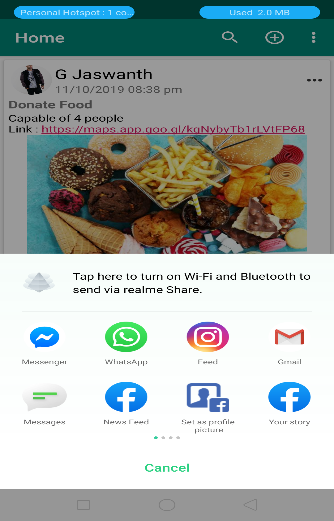 Personal Hotspot : 1 co...
Used 2.0 MB
Home
G Jaswanth
11/10/2019 08:38 pm
Donate Food
Capable of 4 people
Link : https://maps.app.goo.gl/kgNybyTb1rLVtFP68
Tap here to turn on Wi-Fi and Bluetooth to
send via realme Share.
Messenger
WhatsApp
Feed
Gmail
Messages
News Feed
Set as profile
picture
Your story
Cancel